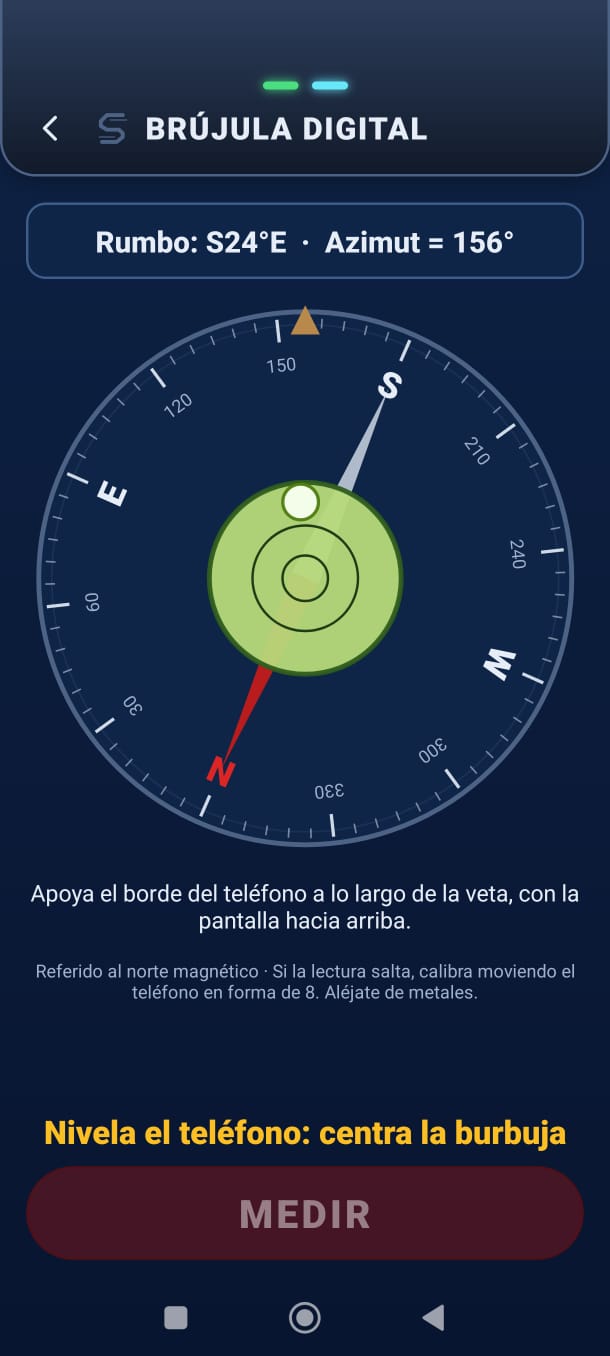 BRÚJULA DIGITAL
Rumbo: S24°E · Azimut = 156°
150
S
120
210
E
240
60
W
30
300
N
330
Apoya el borde del teléfono a lo largo de la veta, con la
pantalla hacia arriba.
Referido al norte magnético · Si la lectura salta, calibra moviendo el
teléfono en forma de 8. Aléjate de metales.
Nivela el teléfono: centra la burbuja
MEDIR